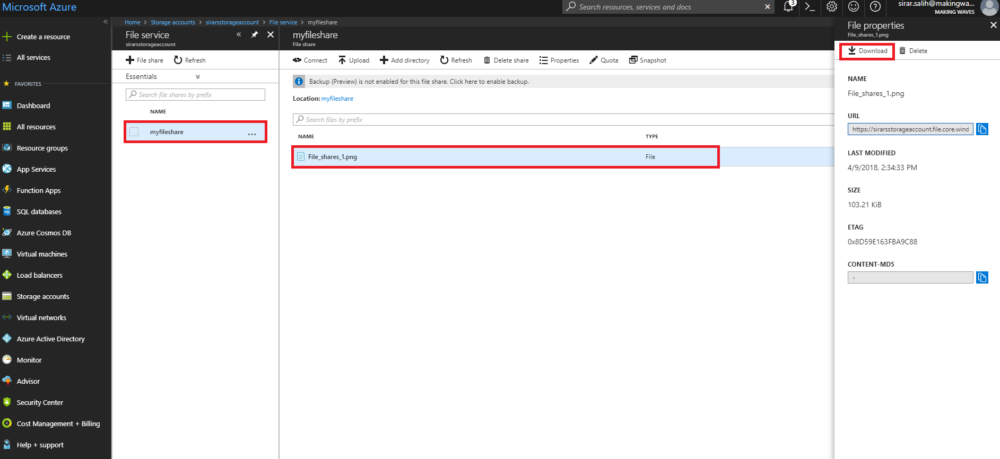 Microsoft Azure
Search resources, services and docs
3
sirar.salih@makingwa...
MAKING WAVES
Create a resource
All services
FAVORITES
Dashboard
All resources
Resource groups
App Services
Function Apps
SQL databases
Azure Cosmos DB
Virtual machines
Load balancers
Storage accounts
Virtual networks
Azure Active Directory
Monitor
Advisor
Security Center
Cost Management + Billing
Help + support
Home > Storage accounts > sirarsstorageaccount > File service > myfileshare
File service
sirarsstorageaccount
File share Refresh
Essentials
Search file shares by prefix
NAME
myfileshare ...
myfileshare
File share
Connect Upload Add directory Refresh Delete share Properties Quota Snapshot
Backup (Preview) is not enabled for this file share. Click here to enable backup.
Location: myfileshare
Search files by prefix
NAME TYPE
File_shares_1.png File
File properties
File_shares_1.png
Download Delete
NAME
File_shares_1.png
URL
https://sirarsstorageaccount.file.core.wind
LAST MODIFIED
4/9/2018, 2:34:33 PM
SIZE
103.21 KiB
ETAG
0x8D59E163FBA9C88
CONTENT-MD5
-